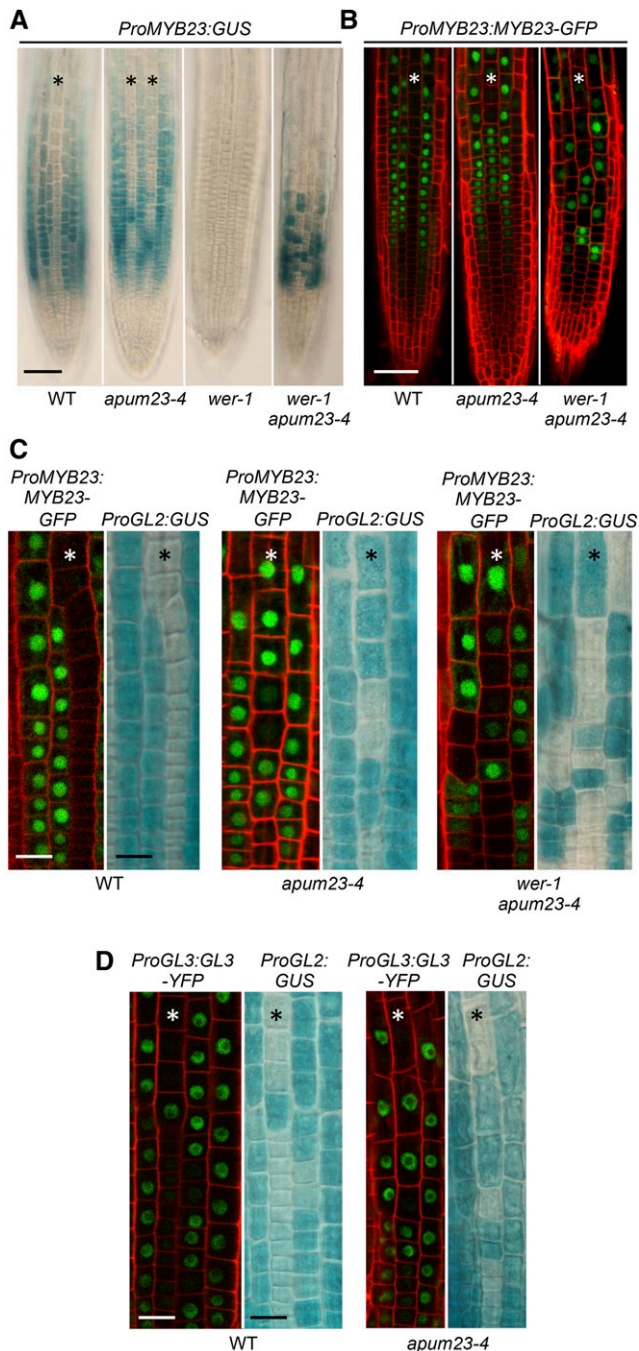 A
ProMYB23:GUS
* * * 
WT
apum23-4
wer-1
wer-1
apum23-4
B
ProMYB23:MYB23-GFP
* * *
WT
apum23-4
wer-1
apum23-4
C
ProMYB23:
MYB23-
GFP
ProGL2:GUS
ProMYB23:
MYB23-
GFP
ProGL2:GUS
ProMYB23:
MYB23-
GFP
ProGL2:GUS
* * * * * *
WT
apum23-4
wer-1
apum23-4
D
ProGL3:GL3
-YFP
ProGL2:
GUS
ProGL3:GL3
-YFP
ProGL2:
GUS
* * * *
WT
apum23-4